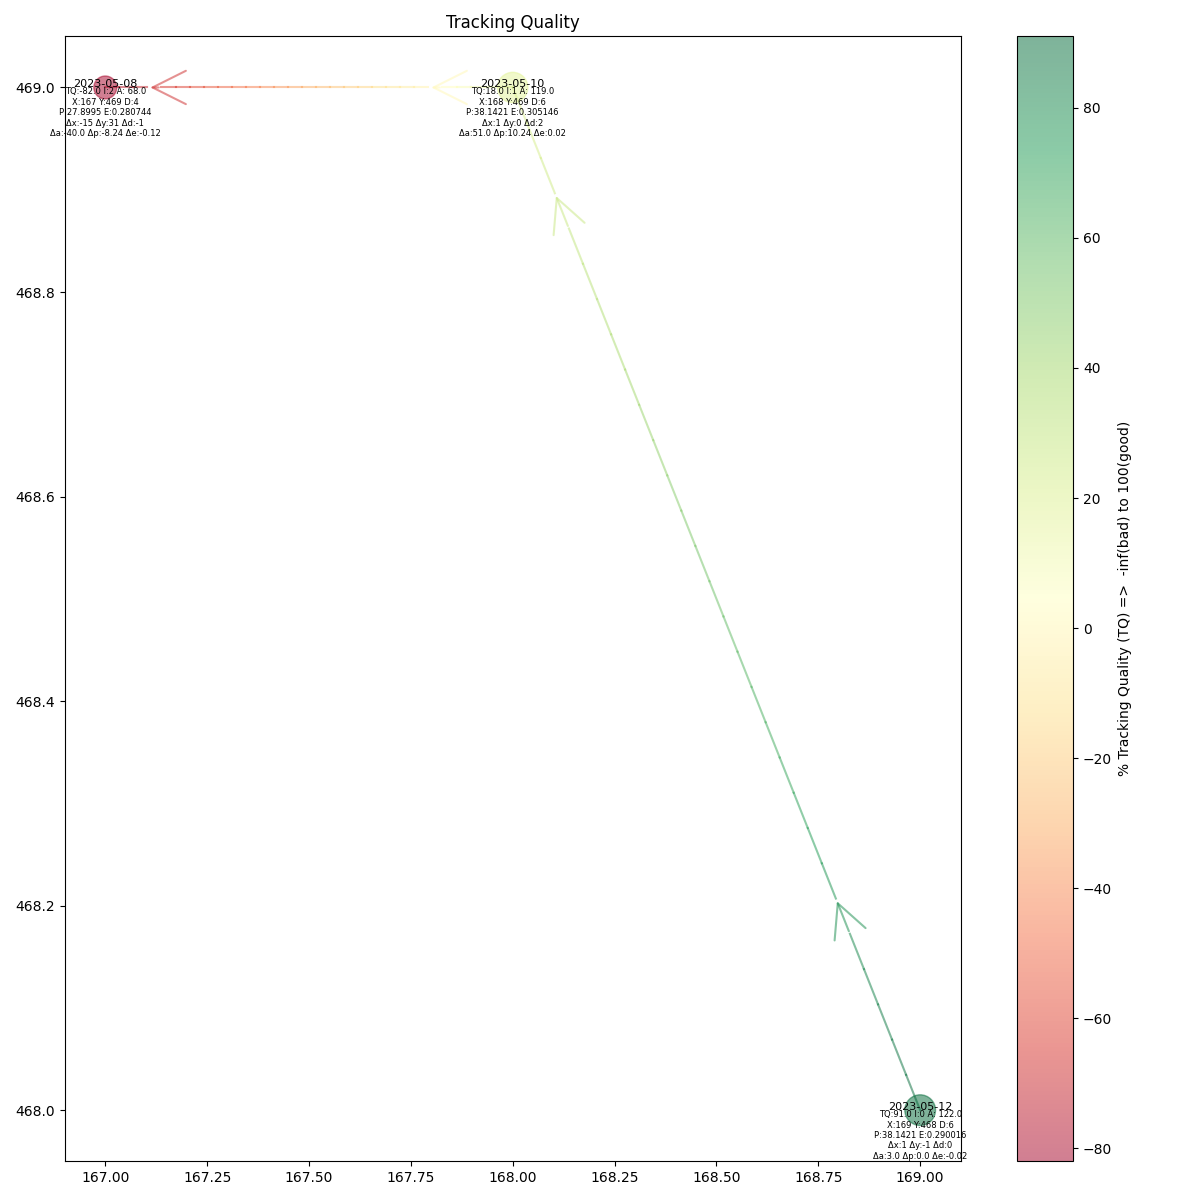 Tracking Quality
469.0
468.8
468.6
468.4
468.2
468.0
2023-05-08
TQ:-82.0 I:2 A: 68.0
X:167 Y:469 D:4
P:27.8995 E:0.280744
Δx:-15 Δy:31 Δd:-1
Δa:-40.0 Δp:-8.24 Δe:-0.12
2023-05-10
TQ:18.0 I:1 A: 119.0
X:168 Y:469 D:6
P:38.1421 E:0.305146
Δx:1 Δy:0 Δd:2
Δa:51.0 Δp:10.24 Δe:0.02
2023-05-12
TQ:91.0 I:0 A: 122.0
X:169 Y:468 D:6
P:38.1421 E:0.290016
Δx:1 Δy:-1 Δd:0
Δa:3.0 Δp:0.0 Δe:-0.02
167.00 167.25 167.50 167.75 168.00 168.25 168.50 168.75 169.00
80
60
40
20
0
−20
−40
−60
−80
% Tracking Quality (TQ) => -inf(bad) to 100(good)